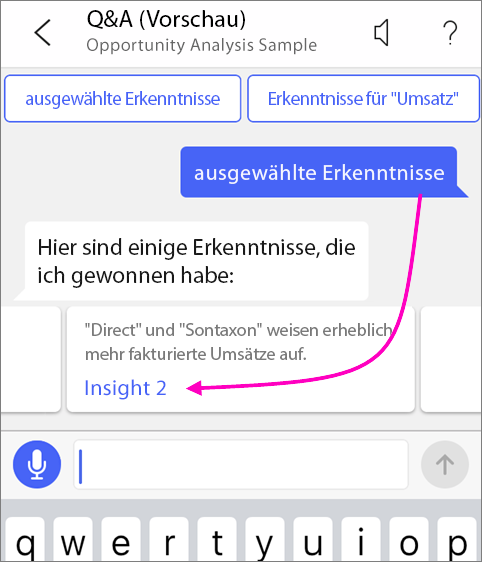 Q&A (Vorschau)
Opportunity Analysis Sample
?
ausgewählte Erkenntnisse
Erkenntnisse für "Umsatz"
ausgewählte Erkenntnisse
Hier sind einige Erkenntnisse, die
ich gewonnen habe:
"Direct" und "Sontaxon" weisen erheblich
mehr fakturierte Umsätze auf.
Insight 2
q w e r t y u i o p